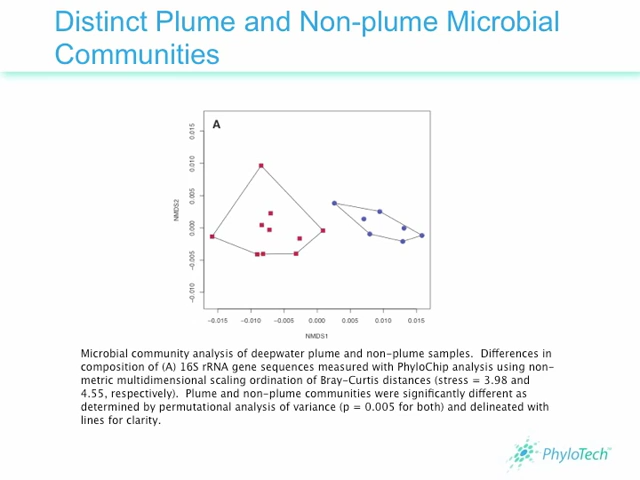 Distinct Plume and Non-plume Microbial
Communities
A
0.015
0.010
0.005
0.000
−0.005
−0.010
NMDS2
−0.015 −0.010 −0.005 0.000 0.005 0.010 0.015
NMDS1
Microbial community analysis of deepwater plume and non-plume samples. Differences in
composition of (A) 16S rRNA gene sequences measured with PhyloChip analysis using non-
metric multidimensional scaling ordination of Bray-Curtis distances (stress = 3.98 and
4.55, respectively). Plume and non-plume communities were significantly different as
determined by permutational analysis of variance (p = 0.005 for both) and delineated with
lines for clarity.
PhyloTech™